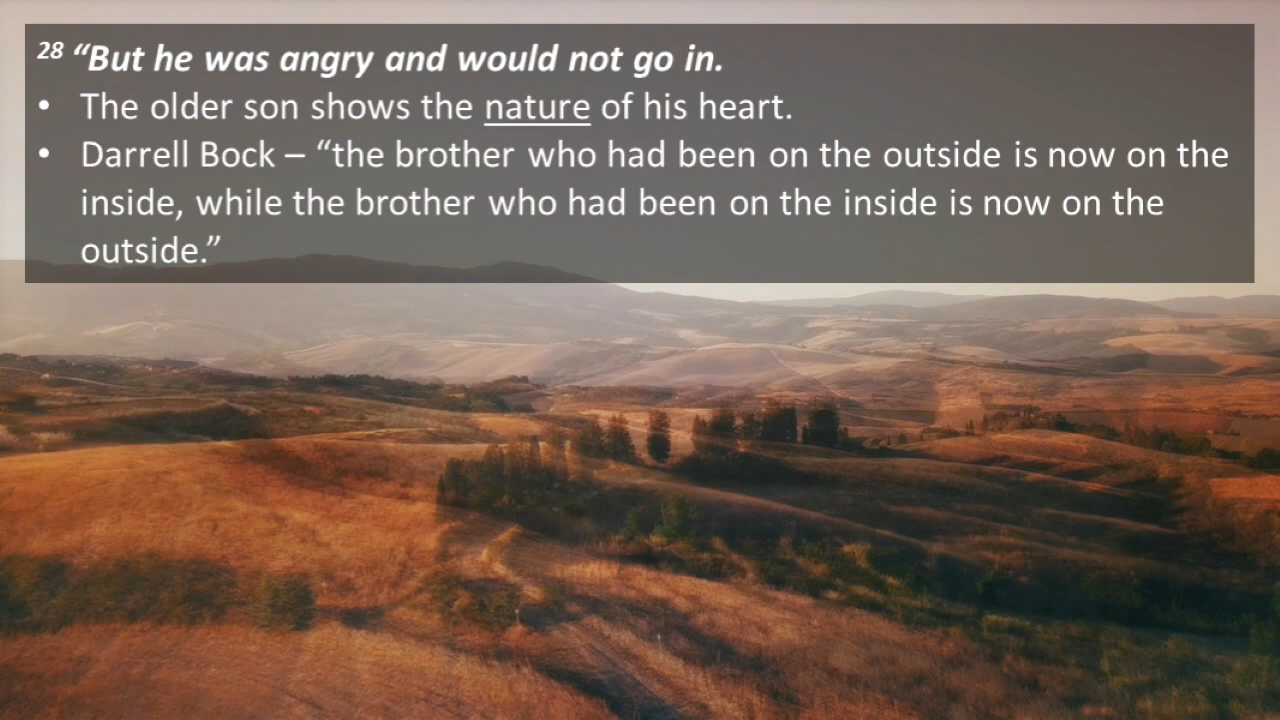 28 “But he was angry and would not go in.
• The older son shows the nature of his heart.
• Darrell Bock – “the brother who had been on the outside is now on the
inside, while the brother who had been on the inside is now on the
outside.”